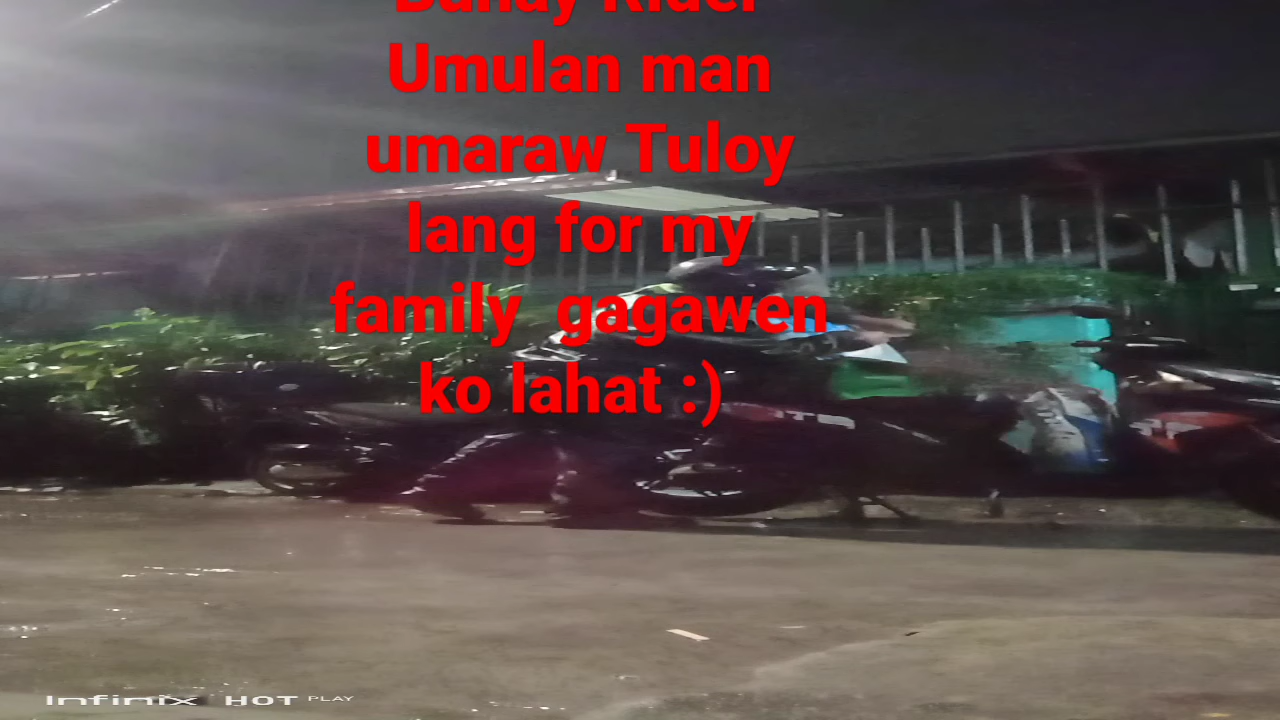 Umulan man
umaraw Tuloy
lang for my
family gagawen
ko lahat :)
Infinix HOT PLAY